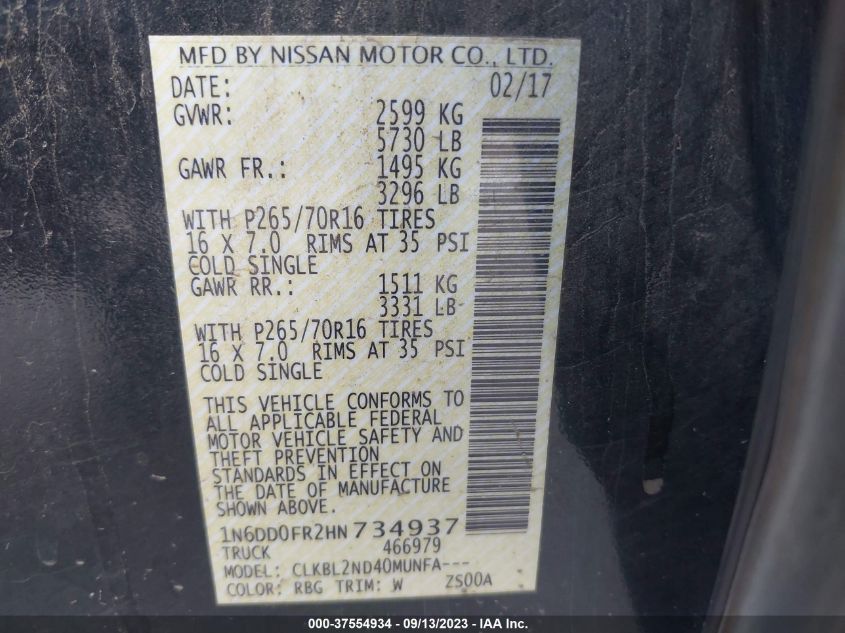 MFD BY NISSAN MOTOR CO., LTD.
DATE: 02/17
GVWR: 2599 KG
5730 LB
GAWR FR.: 1495 KG
3296 LB
WITH P265/70R16 TIRES
16 X 7.0 RIMS AT 35 PSI
COLD SINGLE
GAWR RR.: 1511 KG
3331 LB
WITH P265/70R16 TIRES
16 X 7.0 RIMS AT 35 PSI
COLD SINGLE
THIS VEHICLE CONFORMS TO
ALL APPLICABLE FEDERAL
MOTOR VEHICLE SAFETY AND
THEFT PREVENTION
STANDARDS IN EFFECT ON
THE DATE OF MANUFACTURE
SHOWN ABOVE.
1N6DD0FR2HN734937
TRUCK 466979
MODEL: CLKBL2ND40MUNFA---
COLOR: RBG TRIM: W ZS00A
000-37554934 - 09/13/2023 - IAA Inc.